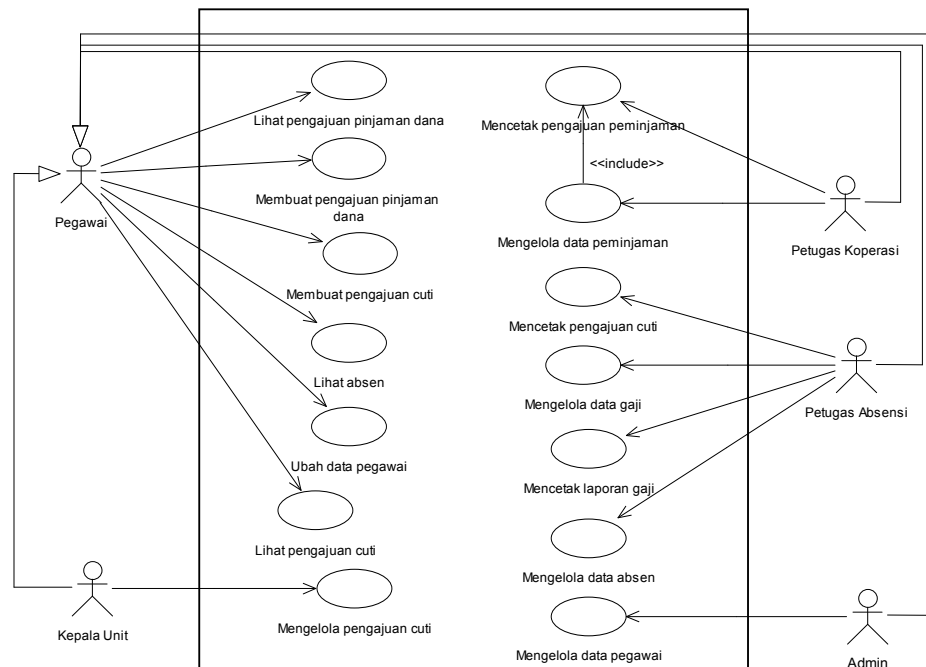 Lihat pengajuan pinjaman dana
Mencetak pengajuan peminjaman
<<include>>
Pegawai
Membuat pengajuan pinjaman
dana
Mengelola data peminjaman
Petugas Koperasi
Membuat pengajuan cuti
Mencetak pengajuan cuti
Lihat absen
Mengelola data gaji
Petugas Absensi
Ubah data pegawai
Mencetak laporan gaji
Lihat pengajuan cuti
Mengelola data absen
Kepala Unit
Mengelola pengajuan cuti
Mengelola data pegawai
Admin